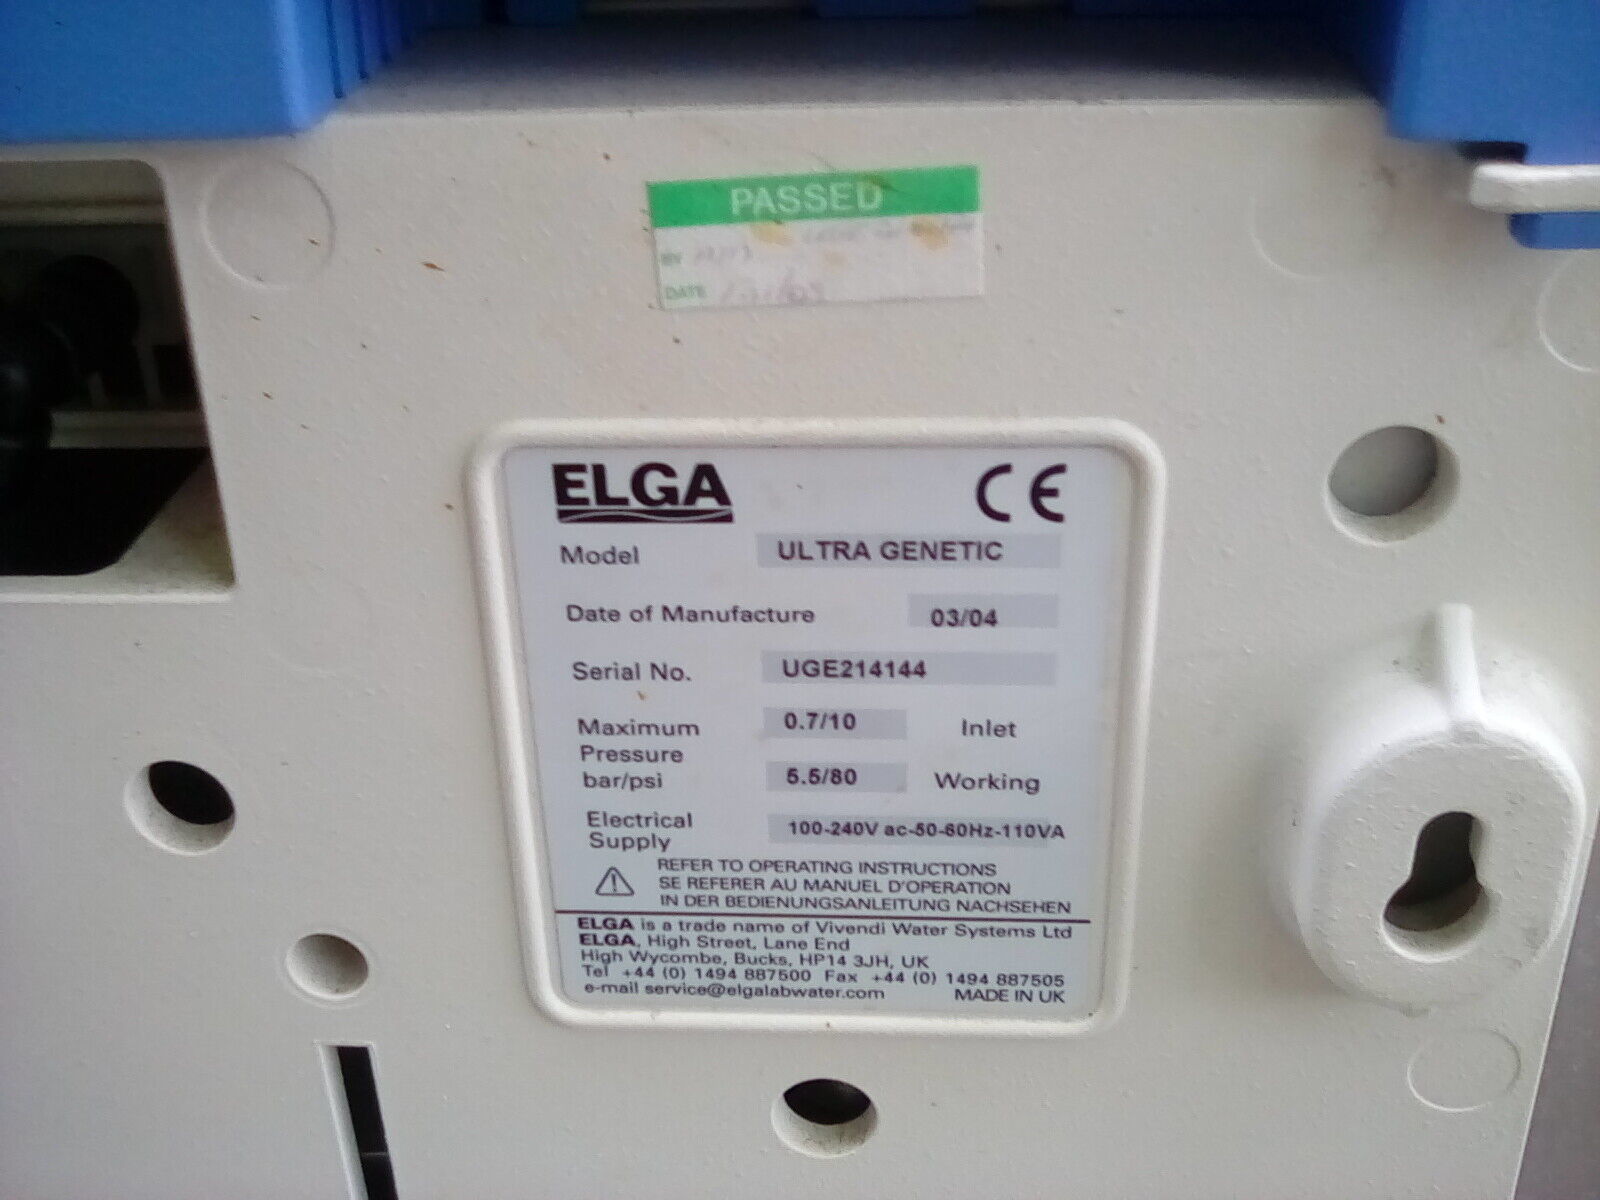 PASSED
DATE
ELGA CE
Model ULTRA GENETIC
Date of Manufacture 03/04
Serial No. UGE214144
Maximum 0.7/10 Inlet
Pressure
bar/psi 5.5/80 Working
Electrical
Supply 100-240V ac-50-60Hz-110VA
REFER TO OPERATING INSTRUCTIONS
SE REFERER AU MANUEL D'OPERATION
IN DER BEDIENUNGSANLEITUNG NACHSEHEN
ELGA is a trade name of Vivendi Water Systems Ltd
ELGA, High Street, Lane End
High Wycombe, Bucks, HP14 3JH, UK
Tel +44 (0) 1494 887500 Fax +44 (0) 1494 887505
e-mail service@elgalabwater.com MADE IN UK